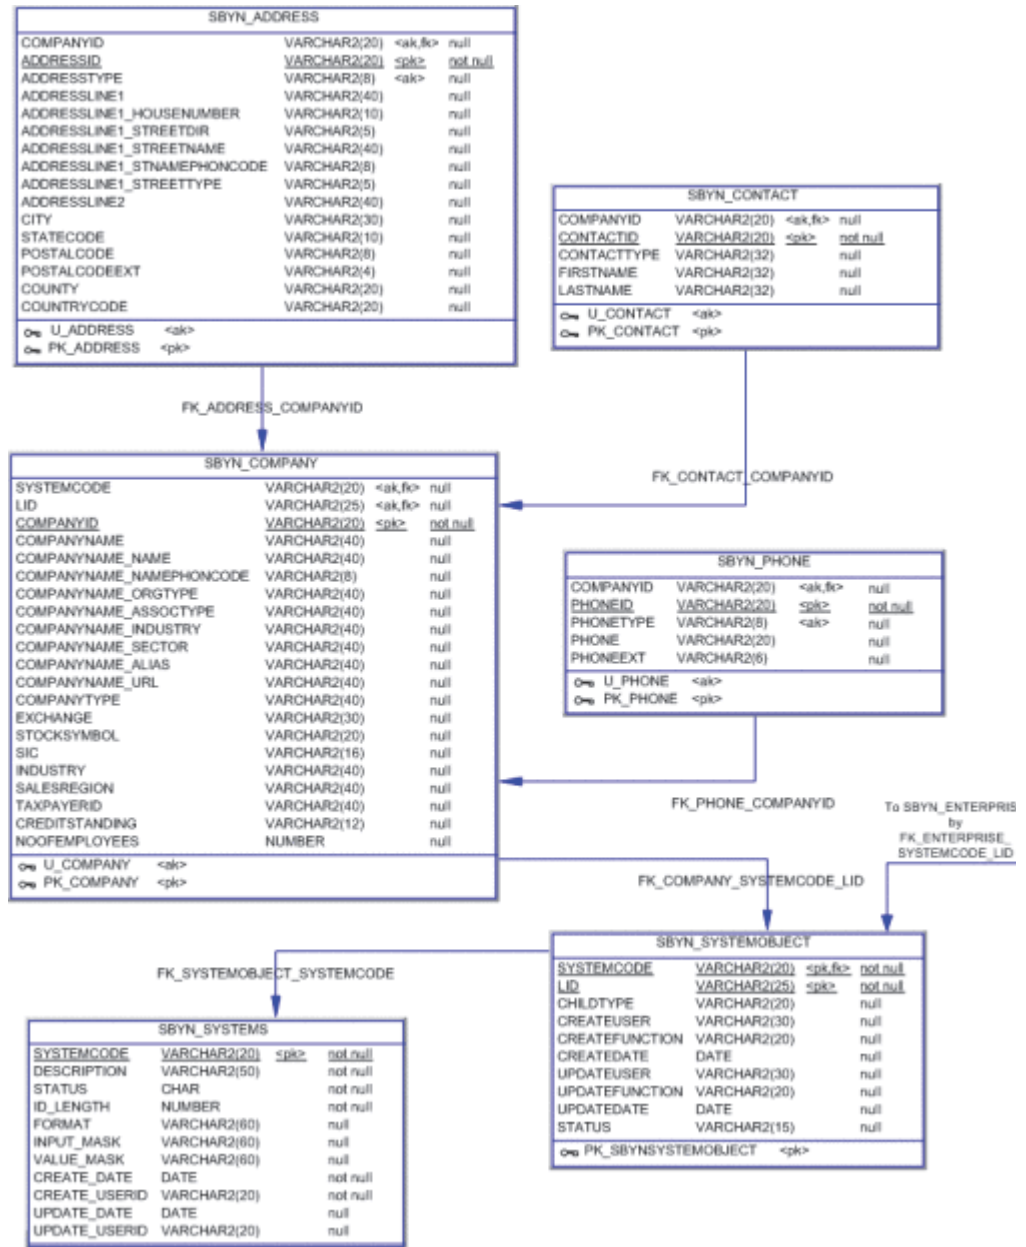 SBYN_ADDRESS
COMPANYID VARCHAR2(20) <ak,fk> null
ADDRESSID VARCHAR2(20) <pk> not null
ADDRESSTYPE VARCHAR2(8) <ak> null
ADDRESSLINE1 VARCHAR2(40) null
ADDRESSLINE1_HOUSENUMBER VARCHAR2(10) null
ADDRESSLINE1_STREETDIR VARCHAR2(5) null
ADDRESSLINE1_STREETNAME VARCHAR2(40) null
ADDRESSLINE1_STNAMEPHONCODE VARCHAR2(8) null
ADDRESSLINE1_STREETTYPE VARCHAR2(5) null
ADDRESSLINE2 VARCHAR2(40) null
CITY VARCHAR2(30) null
STATECODE VARCHAR2(10) null
POSTALCODE VARCHAR2(8) null
POSTALCODEEXT VARCHAR2(4) null
COUNTY VARCHAR2(20) null
COUNTRYCODE VARCHAR2(20) null
U_ADDRESS <ak>
PK_ADDRESS <pk>
SBYN_CONTACT
COMPANYID VARCHAR2(20) <ak,fk> null
CONTACTID VARCHAR2(20) <pk> not null
CONTACTTYPE VARCHAR2(32) null
FIRSTNAME VARCHAR2(32) null
LASTNAME VARCHAR2(32) null
U_CONTACT <ak>
PK_CONTACT <pk>
FK_ADDRESS_COMPANYID
FK_CONTACT_COMPANYID
SBYN_COMPANY
SYSTEMCODE VARCHAR2(20) <ak,fk> null
LID VARCHAR2(25) <ak,fk> null
COMPANYID VARCHAR2(20) <pk> not null
COMPANYNAME VARCHAR2(40) null
COMPANYNAME_NAME VARCHAR2(40) null
COMPANYNAME_NAMEPHONCODE VARCHAR2(8) null
COMPANYNAME_ORGTYPE VARCHAR2(40) null
COMPANYNAME_ASSOCTYPE VARCHAR2(40) null
COMPANYNAME_INDUSTRY VARCHAR2(40) null
COMPANYNAME_SECTOR VARCHAR2(40) null
COMPANYNAME_ALIAS VARCHAR2(40) null
COMPANYNAME_URL VARCHAR2(40) null
COMPANYTYPE VARCHAR2(40) null
EXCHANGE VARCHAR2(30) null
STOCKSYMBOL VARCHAR2(20) null
SIC VARCHAR2(16) null
INDUSTRY VARCHAR2(40) null
SALESREGION VARCHAR2(40) null
TAXPAYERID VARCHAR2(40) null
CREDITSTANDING VARCHAR2(12) null
NOOFEMPLOYEES NUMBER null
U_COMPANY <ak>
PK_COMPANY <pk>
SBYN_PHONE
COMPANYID VARCHAR2(20) <ak,fk> null
PHONEID VARCHAR2(20) <pk> not null
PHONETYPE VARCHAR2(8) <ak> null
PHONE VARCHAR2(20) null
PHONEEXT VARCHAR2(6) null
U_PHONE <ak>
PK_PHONE <pk>
FK_PHONE_COMPANYID
To SBYN_ENTERPRIS
by
FK_ENTERPRISE_
SYSTEMCODE_LID
FK_COMPANY_SYSTEMCODE_LID
FK_SYSTEMOBJECT_SYSTEMCODE
SBYN_SYSTEMOBJECT
SYSTEMCODE VARCHAR2(20) <pk,fk> not null
LID VARCHAR2(25) <pk> not null
CHILDTYPE VARCHAR2(20) null
CREATEUSER VARCHAR2(30) null
CREATEFUNCTION VARCHAR2(20) null
CREATEDATE DATE null
UPDATEUSER VARCHAR2(30) null
UPDATEFUNCTION VARCHAR2(20) null
UPDATEDATE DATE null
STATUS VARCHAR2(15) null
PK_SBYNSYSTEMOBJECT <pk>
SBYN_SYSTEMS
SYSTEMCODE VARCHAR2(20) <pk> not null
DESCRIPTION VARCHAR2(50) not null
STATUS CHAR not null
ID_LENGTH NUMBER not null
FORMAT VARCHAR2(60) null
INPUT_MASK VARCHAR2(60) null
VALUE_MASK VARCHAR2(60) null
CREATE_DATE DATE not null
CREATE_USERID VARCHAR2(20) not null
UPDATE_DATE DATE null
UPDATE_USERID VARCHAR2(20) null